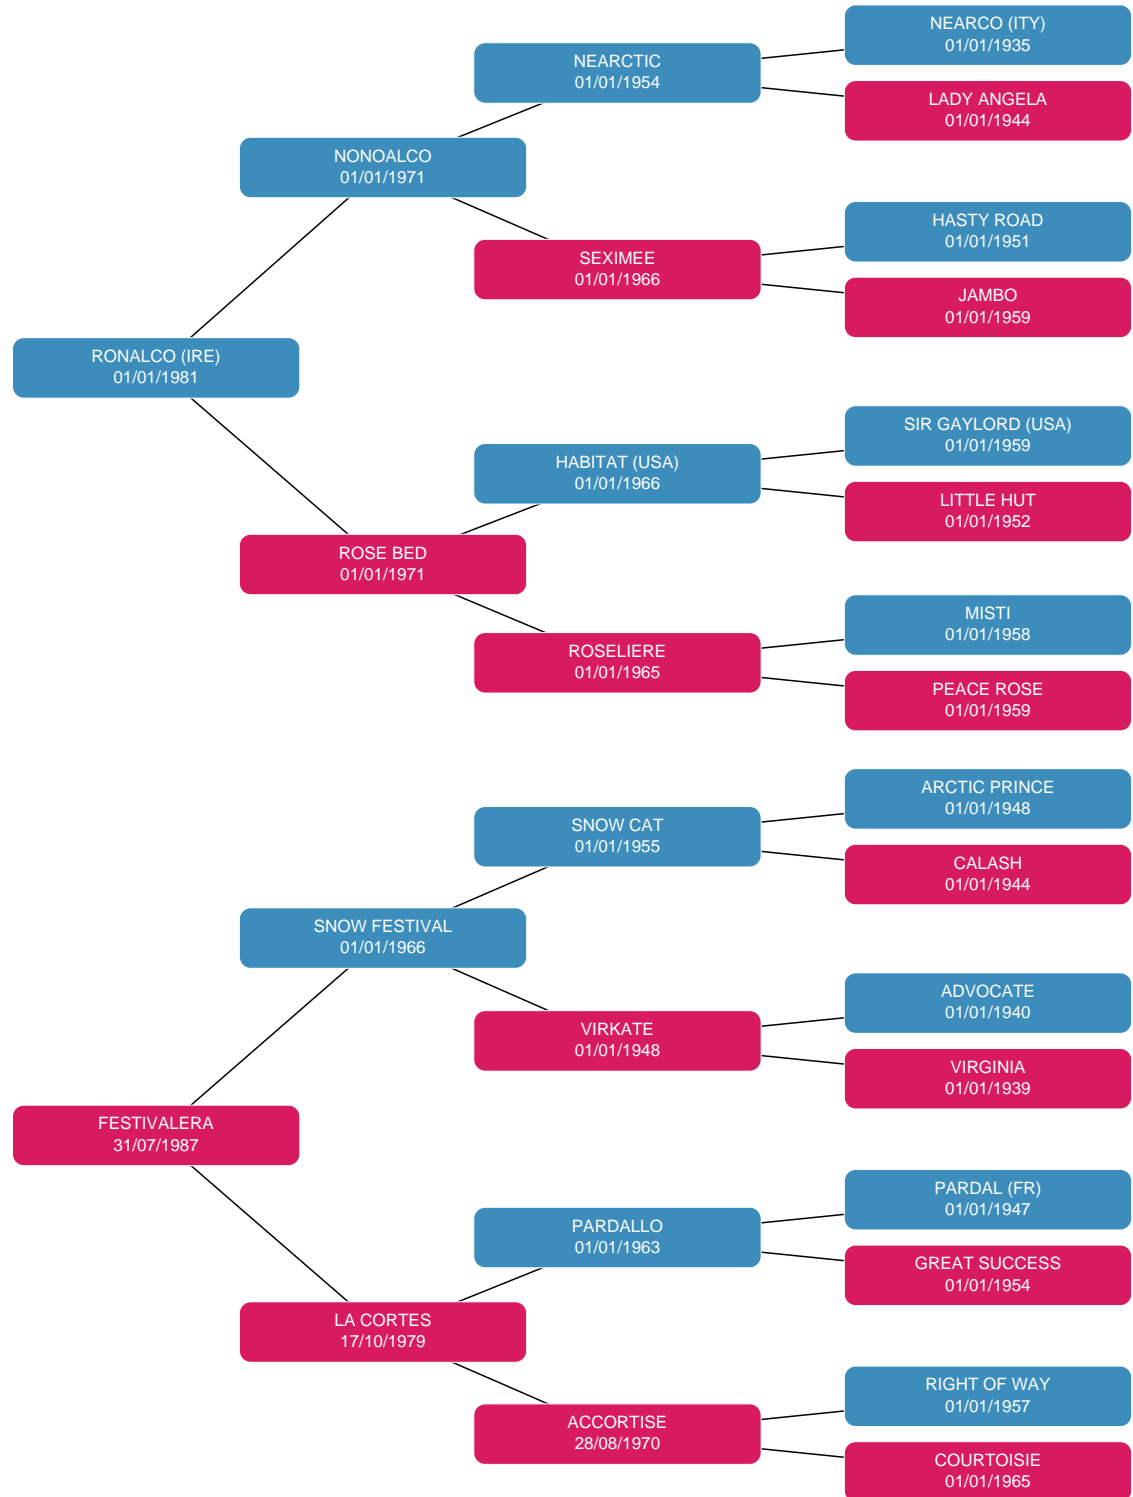 NEARCO (ITY)
01/01/1935
NEARCTIC
01/01/1954
LADY ANGELA
01/01/1944
NONOALCO
01/01/1971
HASTY ROAD
01/01/1951
SEXIMEE
01/01/1966
JAMBO
01/01/1959
RONALCO (IRE)
01/01/1981
SIR GAYLORD (USA)
01/01/1959
HABITAT (USA)
01/01/1966
LITTLE HUT
01/01/1952
ROSE BED
01/01/1971
MISTI
01/01/1958
ROSELIERE
01/01/1965
PEACE ROSE
01/01/1959
ARCTIC PRINCE
01/01/1948
SNOW CAT
01/01/1955
CALASH
01/01/1944
SNOW FESTIVAL
01/01/1966
ADVOCATE
01/01/1940
VIRKATE
01/01/1948
VIRGINIA
01/01/1939
FESTIVALERA
31/07/1987
PARDAL (FR)
01/01/1947
PARDALLO
01/01/1963
GREAT SUCCESS
01/01/1954
LA CORTES
17/10/1979
RIGHT OF WAY
01/01/1957
ACCORTISE
28/08/1970
COURTOISIE
01/01/1965